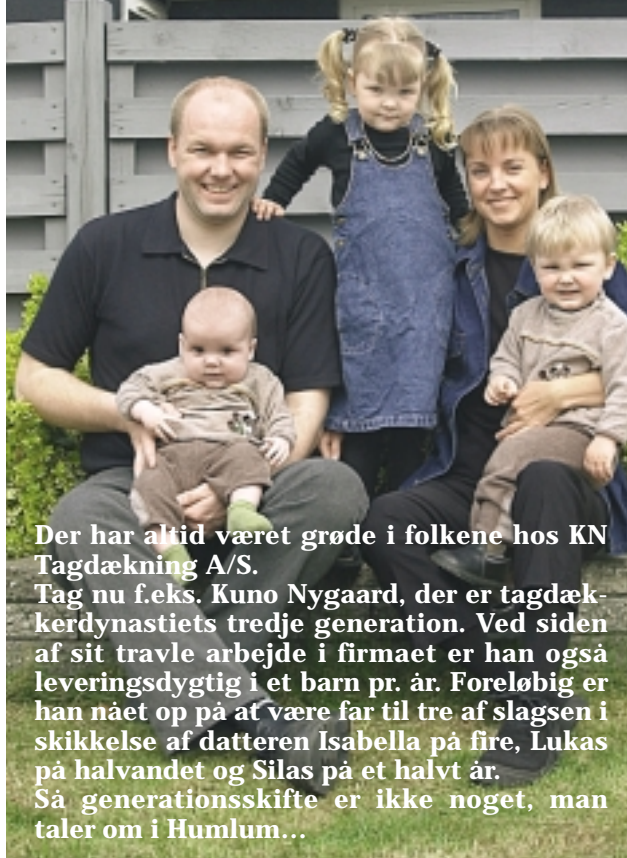 Der har altid været grøde i folkene hos KN
Tagdækning A/S.
Tag nu f.eks. Kuno Nygaard, der er tagdæk-
kerdynastiets tredje generation. Ved siden
af sit travle arbejde i firmaet er han også
leveringsdygtig i et barn pr. år. Foreløbig er
han nået op på at være far til tre af slagsen i
skikkelse af datteren Isabella på fire, Lukas
på halvandet og Silas på et halvt år.
Så generationsskifte er ikke noget, man
taler om i Humlum...